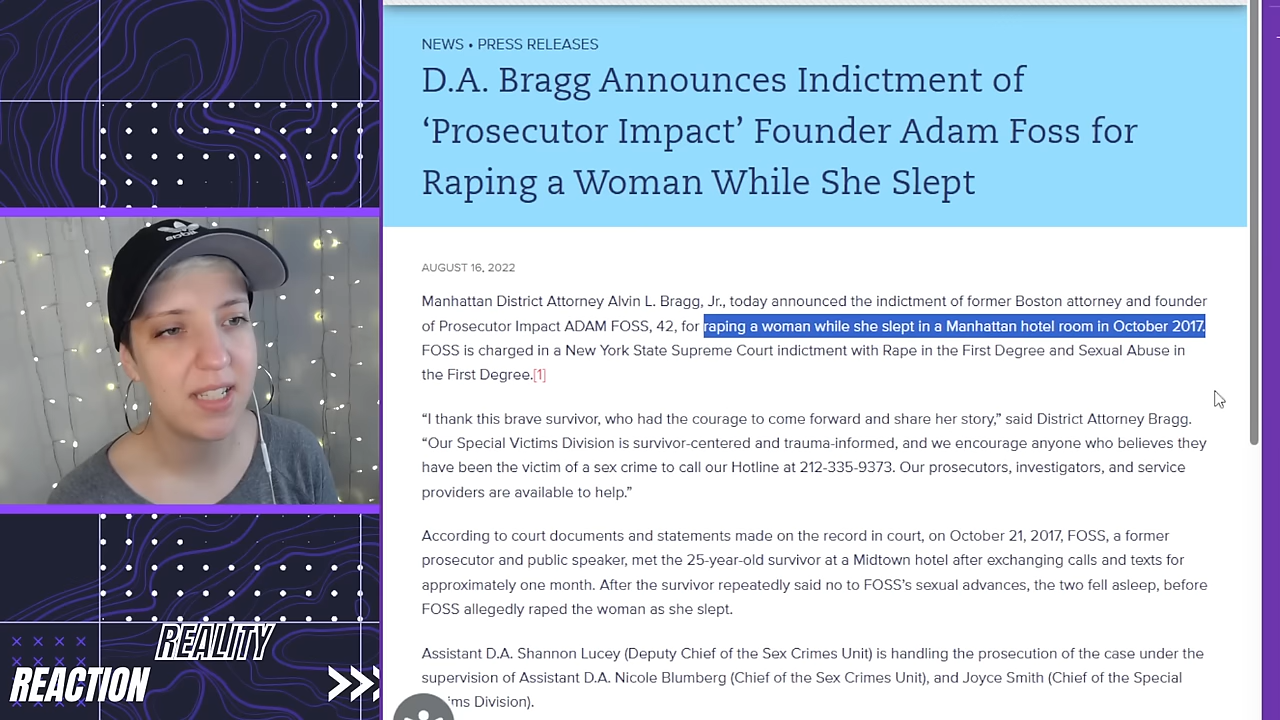 NEWS • PRESS RELEASES
D.A. Bragg Announces Indictment of
‘Prosecutor Impact’ Founder Adam Foss for
Raping a Woman While She Slept
AUGUST 16, 2022
Manhattan District Attorney Alvin L. Bragg, Jr., today announced the indictment of former Boston attorney and founder
of Prosecutor Impact ADAM FOSS, 42, for raping a woman while she slept in a Manhattan hotel room in October 2017.
FOSS is charged in a New York State Supreme Court indictment with Rape in the First Degree and Sexual Abuse in
the First Degree.[1]
“I thank this brave survivor, who had the courage to come forward and share her story,” said District Attorney Bragg.
“Our Special Victims Division is survivor-centered and trauma-informed, and we encourage anyone who believes they
have been the victim of a sex crime to call our Hotline at 212-335-9373. Our prosecutors, investigators, and service
providers are available to help.”
According to court documents and statements made on the record in court, on October 21, 2017, FOSS, a former
prosecutor and public speaker, met the 25-year-old survivor at a Midtown hotel after exchanging calls and texts for
approximately one month. After the survivor repeatedly said no to FOSS’s sexual advances, the two fell asleep, before
FOSS allegedly raped the woman as she slept.
Assistant D.A. Shannon Lucey (Deputy Chief of the Sex Crimes Unit) is handling the prosecution of the case under the
supervision of Assistant D.A. Nicole Blumberg (Chief of the Sex Crimes Unit), and Joyce Smith (Chief of the Special
ims Division).
adidas
REALITY
REACTION